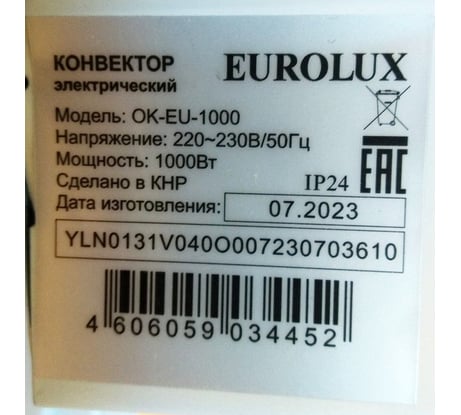 КОНВЕКТОР EUROLUX
электрический
Модель: OK-EU-1000
Напряжение: 220~230В/50Гц
Мощность: 1000Вт
Сделано в КНР IP24 EAC
Дата изготовления: 07.2023
YLN0131V040O007230703610
4 606059 034452